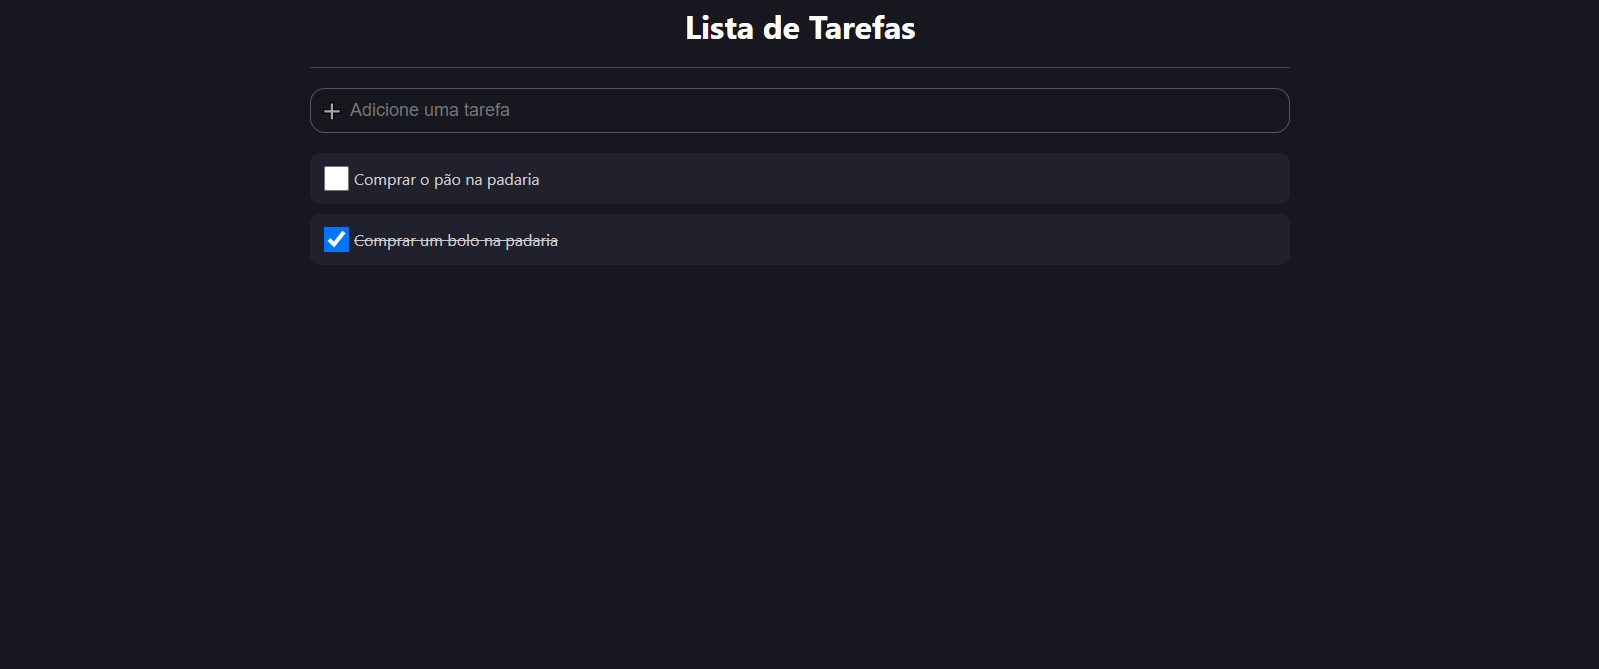 Lista de Tarefas
Adicione uma tarefa
Comprar o pão na padaria
Comprar um bolo na padaria